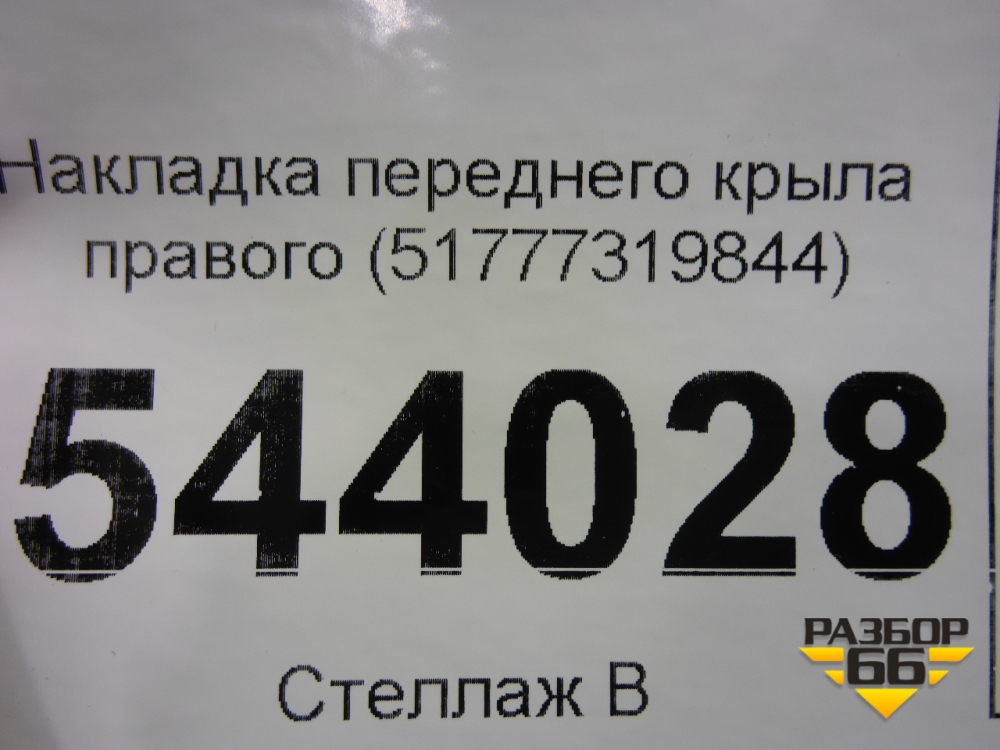 Накладка переднего крыла
правого (51777319844)
544028
Стеллаж В
РАЗБОР
66